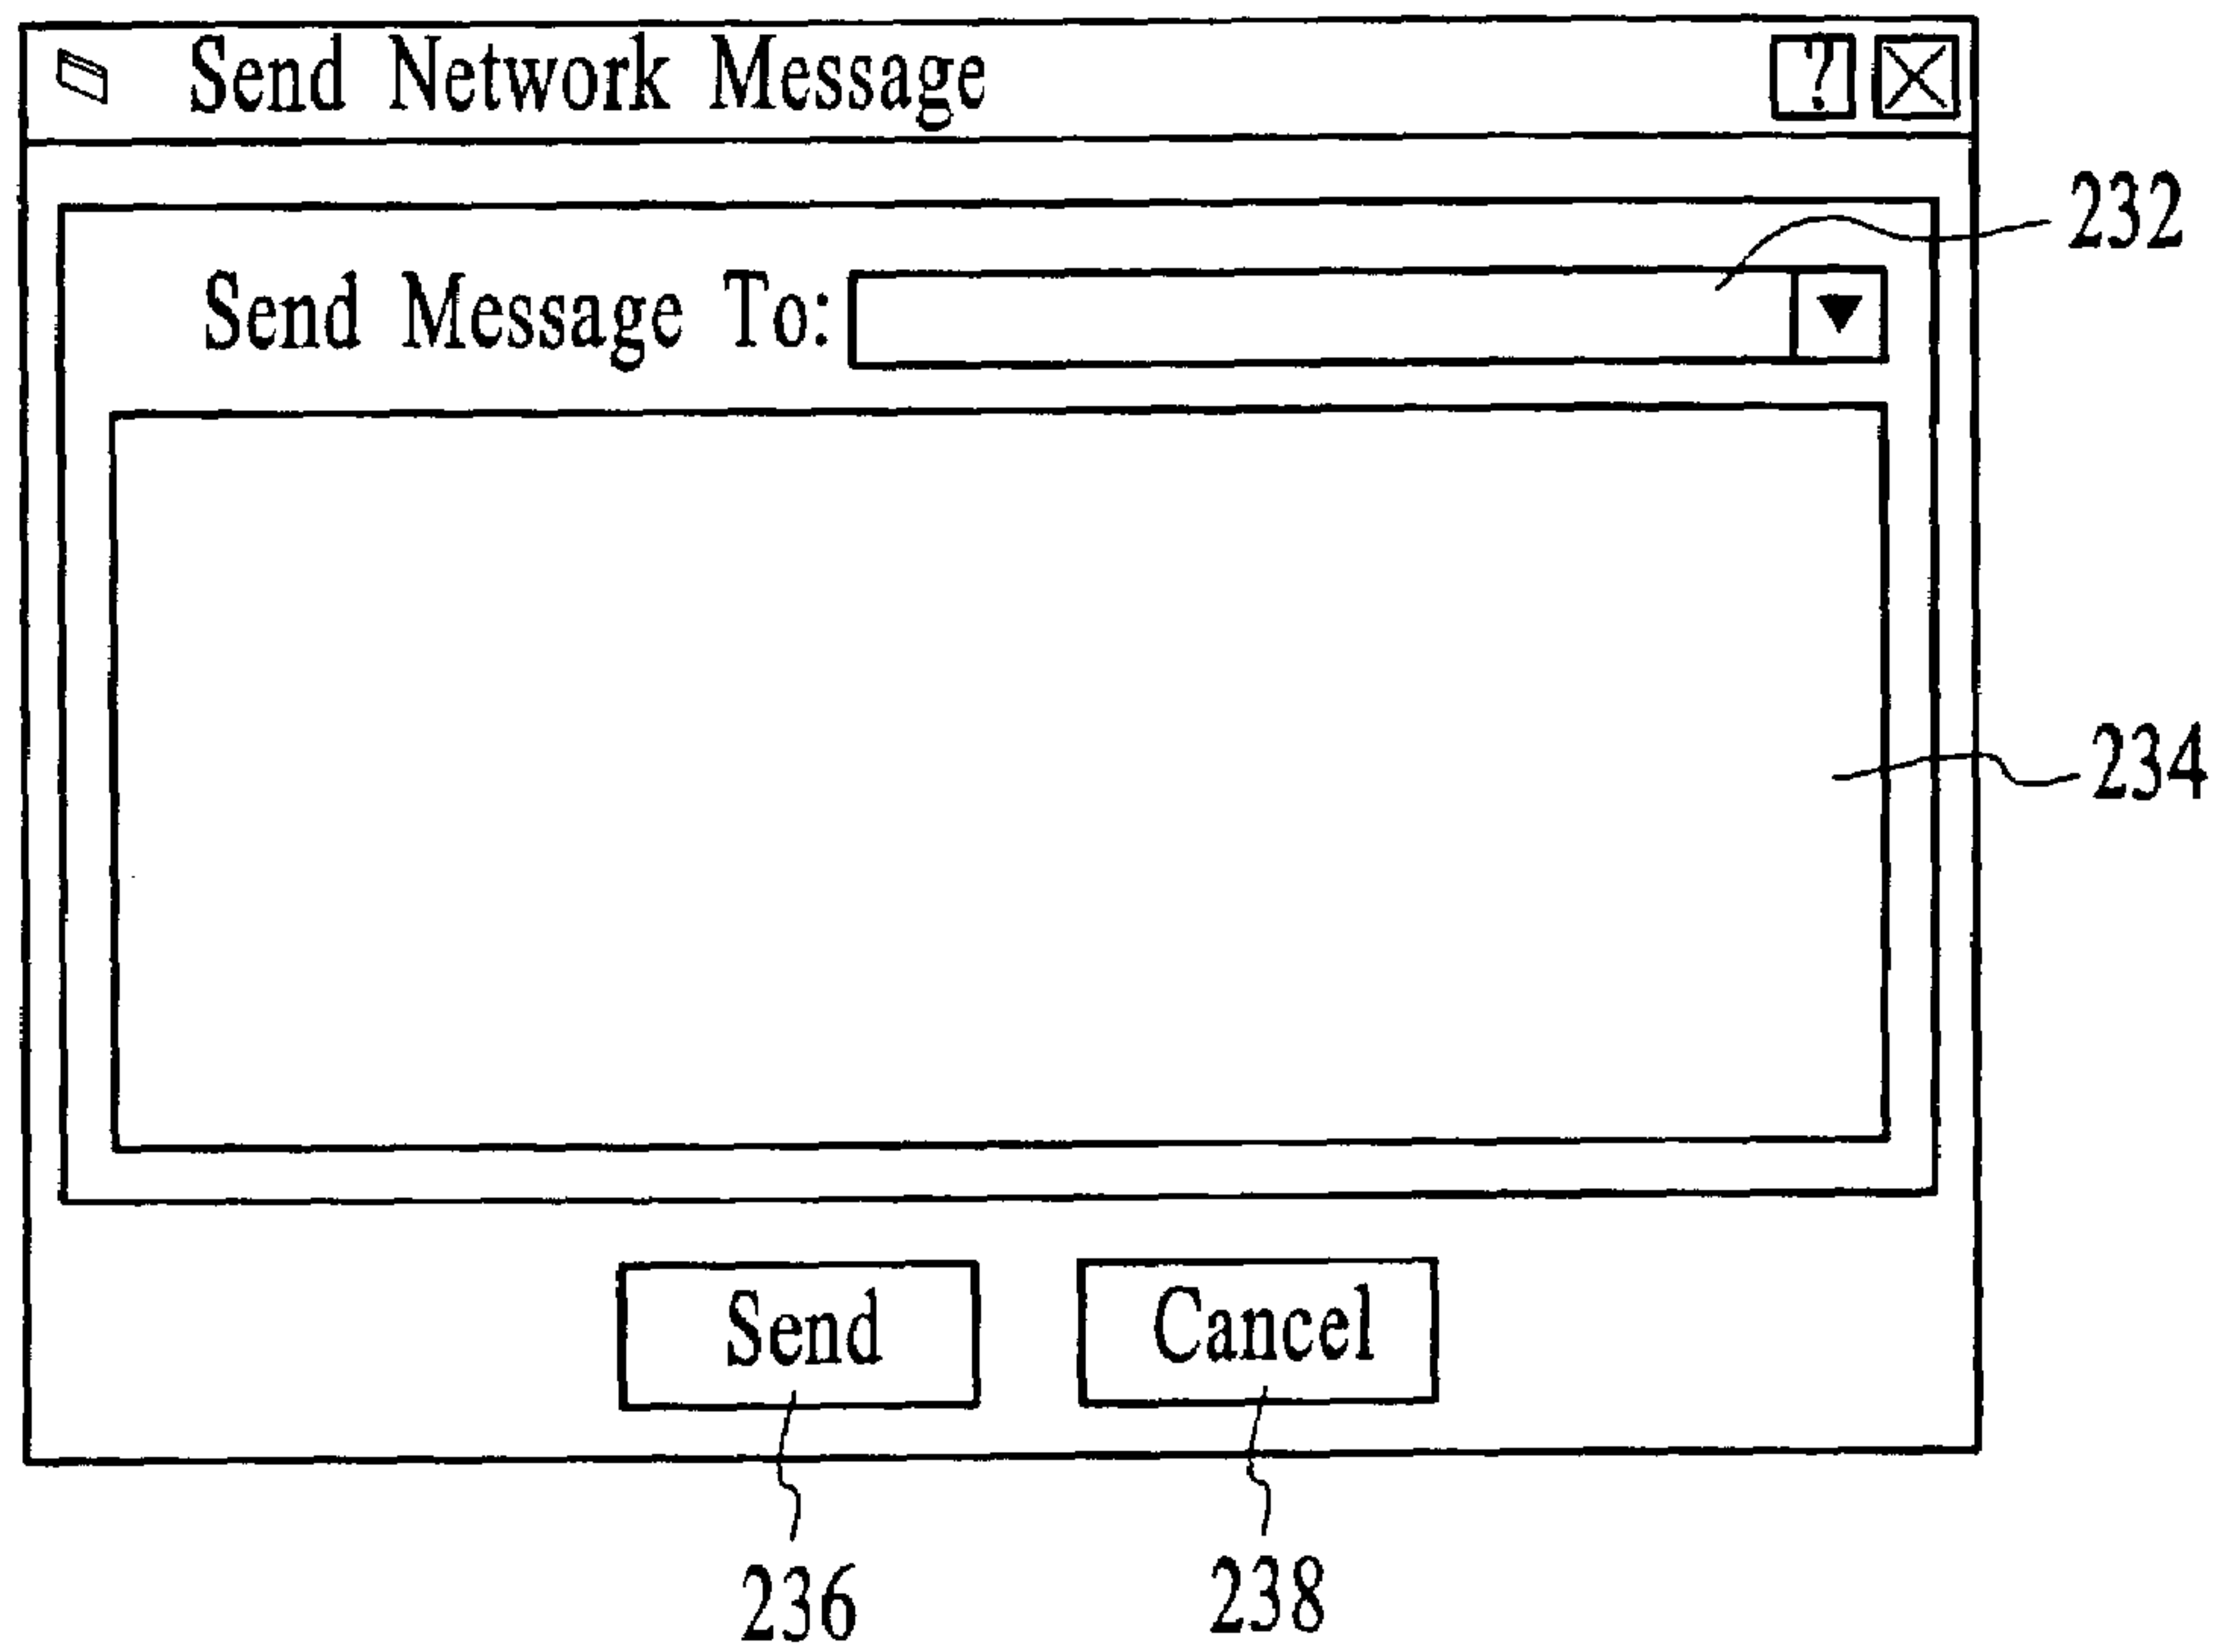 Send Network Message ?
232
Send Message To:
234
Send Cancel
236 238